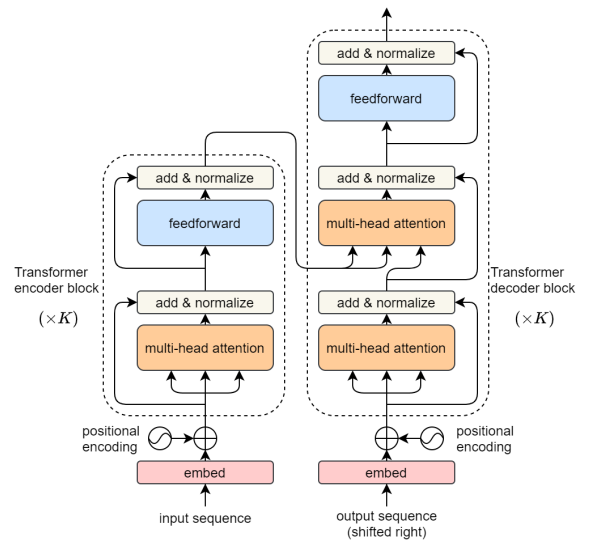 add & normalize
feedforward
add & normalize
multi-head attention
add & normalize
multi-head attention
Transformer
decoder block
(×K)
positional
encoding
embed
output sequence
(shifted right)
add & normalize
feedforward
add & normalize
multi-head attention
Transformer
encoder block
(×K)
positional
encoding
embed
input sequence